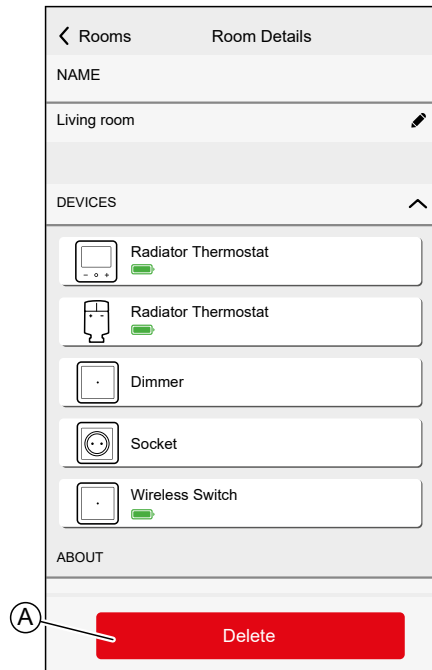 Rooms Room Details
NAME
Living room
DEVICES
Radiator Thermostat
Radiator Thermostat
Dimmer
Socket
Wireless Switch
ABOUT
A
Delete